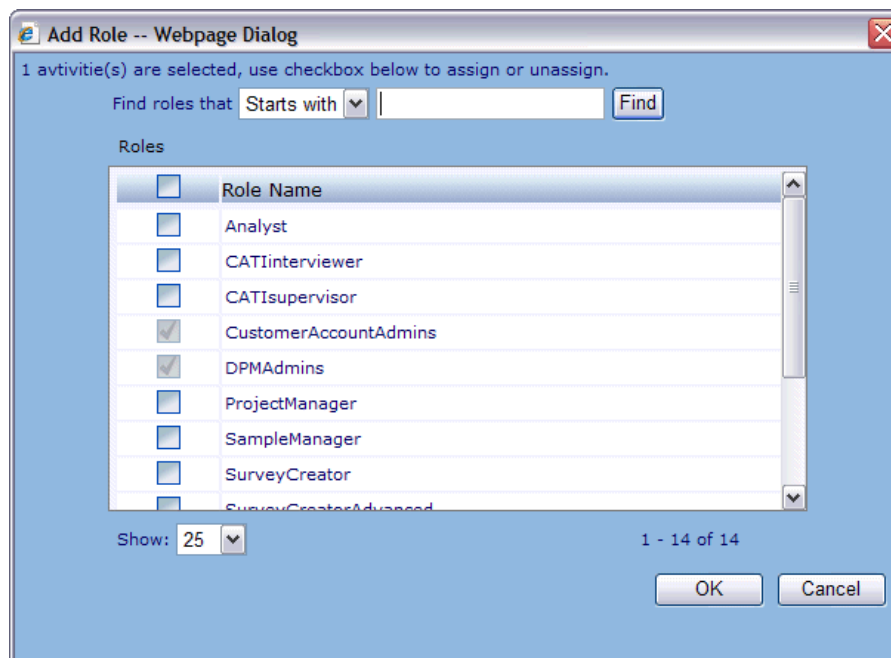 Add Role -- Webpage Dialog
1 avtivitie(s) are selected, use checkbox below to assign or unassign.
Find roles that Starts with Find
Roles
Role Name
Analyst
CATIinterviewer
CATIsupervisor
CustomerAccountAdmins
DPMAdmins
ProjectManager
SampleManager
SurveyCreator
SurveyCreatorAdvanced
Show: 25 1 - 14 of 14
OK Cancel